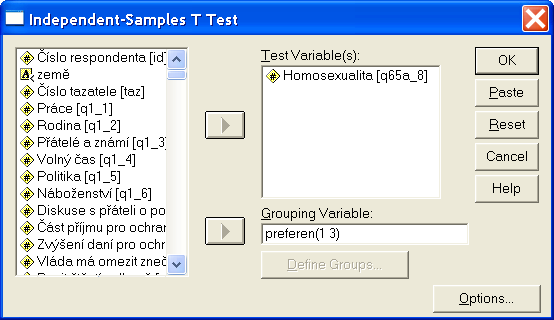 Independent-Samples T Test
Číslo respondenta [id]
země
Číslo tazatele [taz]
Práce [q1_1]
Rodina [q1_2]
Přátelé a známí [q1_3]
Volný čas [q1_4]
Politika [q1_5]
Náboženství [q1_6]
Diskuse s přáteli o po
Část příjmu pro ochran
Zvýšení daní pro ochr
Vláda má omezit zneč
Test Variable(s):
Homosexualita [q65a_8]
Grouping Variable:
preferen(1 3)
Define Groups...
OK
Paste
Reset
Cancel
Help
Options...